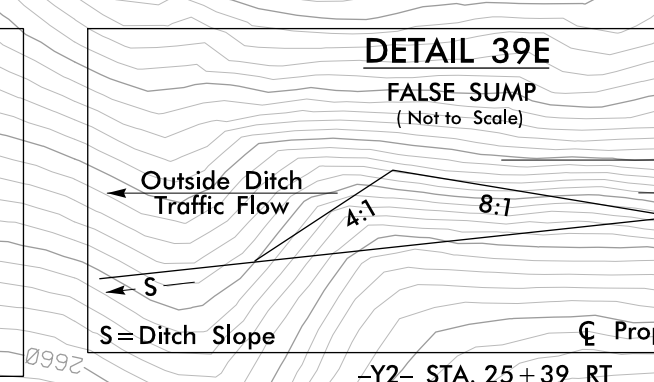 DETAIL 39E
FALSE SUMP
( Not to Scale)
Outside Ditch
Traffic Flow
4:1
8:1
S
S=Ditch Slope
℄
2660
-Y2- STA. 25+39 RT